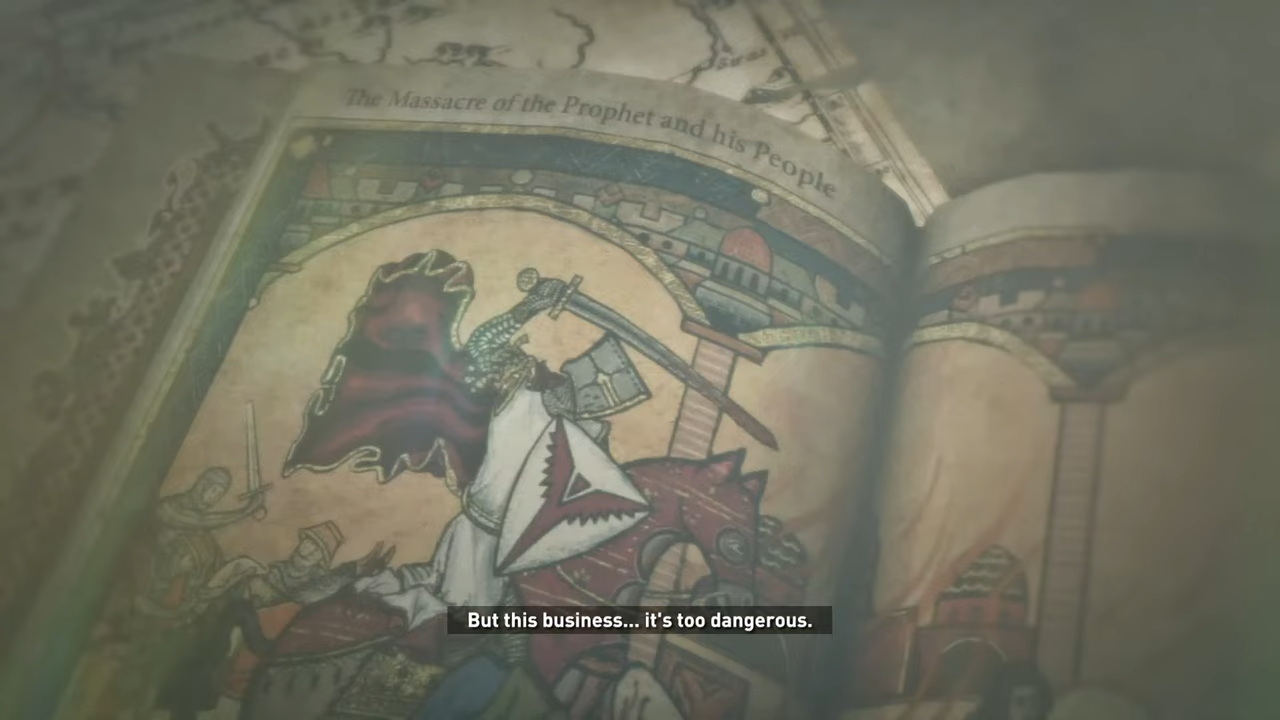 The Massacre of the Prophet and his People
But this business... it's too dangerous.